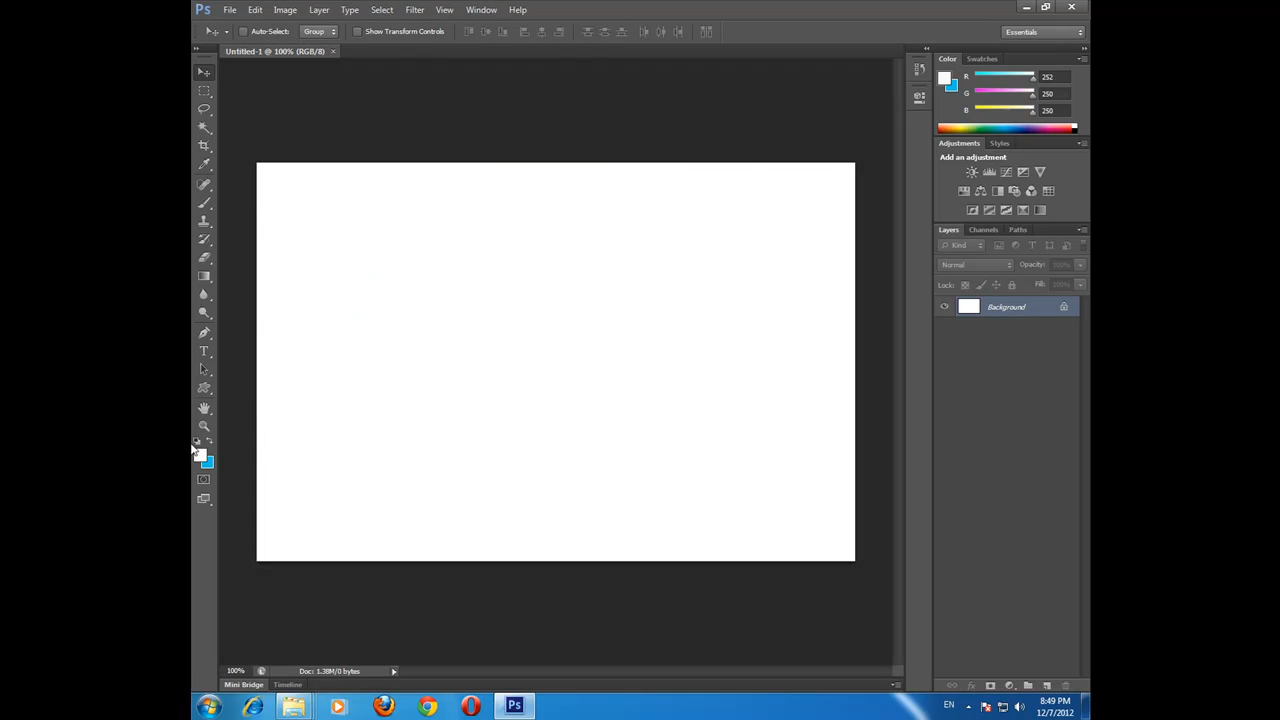 Ps File Edit Image Layer Type Select Filter View Window Help
Auto-Select: Group Show Transform Controls Essentials
Untitled-1 @ 100% (RGB/8) ×
Color Swatches
R 252
G 250
B 250
Adjustments Styles
Add an adjustment
Layers Channels Paths
Kind T
Normal Opacity: 100%
Lock: Fill: 100%
Background
T
100% Doc: 1.38M/0 bytes
Mini Bridge Timeline
fx
Ps EN 8:49 PM
12/7/2012